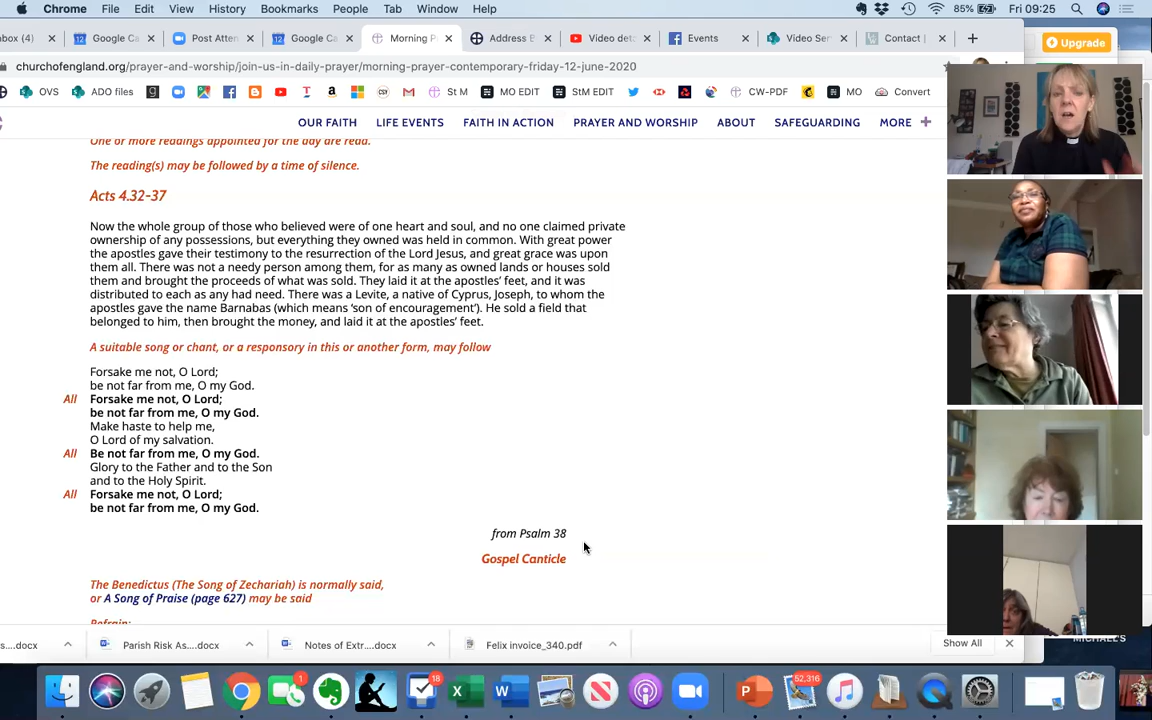 Chrome File Edit View History Bookmarks People Tab Window Help 85% Fri 09:25
nbox (4) Google Ca Post Atten Google Ca Morning P Address B Video det Events Video Ser Contact |
Upgrade
churchofengland.org/prayer-and-worship/join-us-in-daily-prayer/morning-prayer-contemporary-friday-12-june-2020
OVS ADO files St M MO EDIT StM EDIT CW-PDF MO Convert
OUR FAITH LIFE EVENTS FAITH IN ACTION PRAYER AND WORSHIP ABOUT SAFEGUARDING MORE +
One or more readings appointed for the day are read.
The reading(s) may be followed by a time of silence.
Acts 4.32-37
Now the whole group of those who believed were of one heart and soul, and no one claimed private
ownership of any possessions, but everything they owned was held in common. With great power
the apostles gave their testimony to the resurrection of the Lord Jesus, and great grace was upon
them all. There was not a needy person among them, for as many as owned lands or houses sold
them and brought the proceeds of what was sold. They laid it at the apostles' feet, and it was
distributed to each as any had need. There was a Levite, a native of Cyprus, Joseph, to whom the
apostles gave the name Barnabas (which means 'son of encouragement'). He sold a field that
belonged to him, then brought the money, and laid it at the apostles' feet.
A suitable song or chant, or a responsory in this or another form, may follow
Forsake me not, O Lord;
be not far from me, O my God.
All Forsake me not, O Lord;
be not far from me, O my God.
Make haste to help me,
O Lord of my salvation.
All Be not far from me, O my God.
Glory to the Father and to the Son
and to the Holy Spirit.
All Forsake me not, O Lord;
be not far from me, O my God.
from Psalm 38
Gospel Canticle
The Benedictus (The Song of Zechariah) is normally said,
or A Song of Praise (page 627) may be said
Refrain:
s....docx Parish Risk As....docx Notes of Extr....docx Felix invoice_340.pdf Show All
MICHAEL'S
1 18 52,316